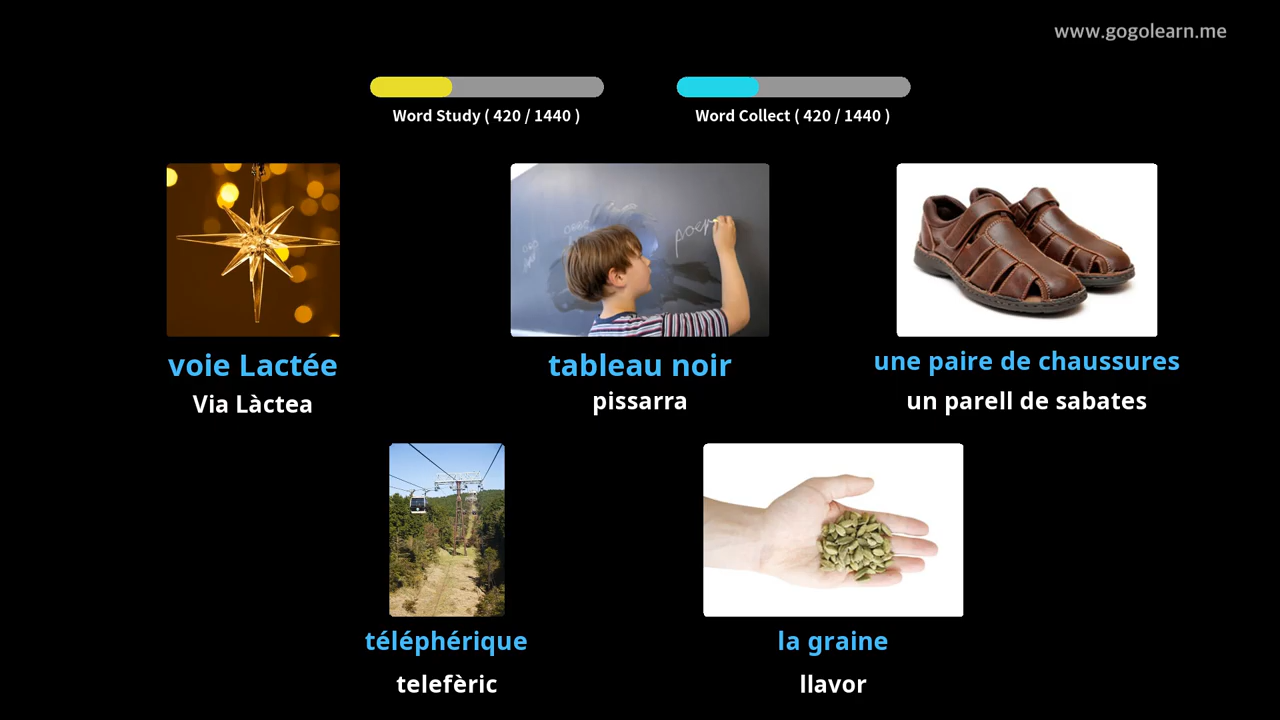 www.gogolearn.me
Word Study ( 420 / 1440 )
Word Collect ( 420 / 1440 )
poer
voie Lactée
Via Làctea
tableau noir
pissarra
une paire de chaussures
un parell de sabates
téléphérique
telefèric
la graine
llavor